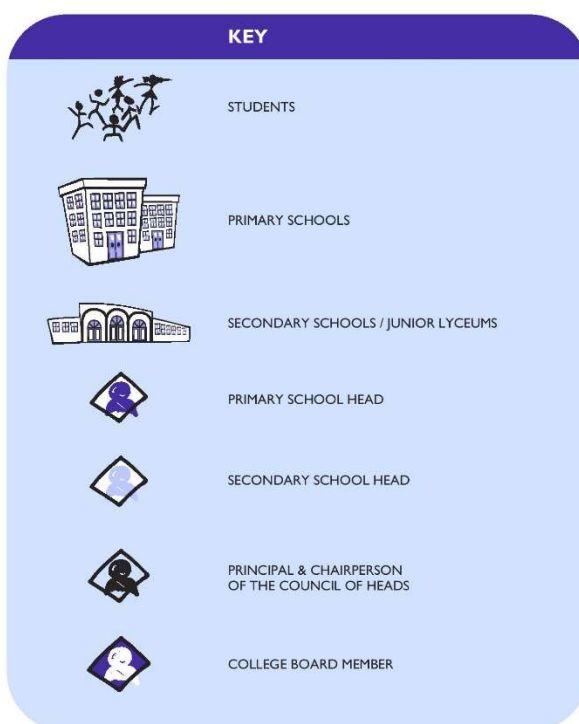 KEY
STUDENTS
PRIMARY SCHOOLS
SECONDARY SCHOOLS / JUNIOR LYCEUMS
PRIMARY SCHOOL HEAD
SECONDARY SCHOOL HEAD
PRINCIPAL & CHAIRPERSON
OF THE COUNCIL OF HEADS
COLLEGE BOARD MEMBER